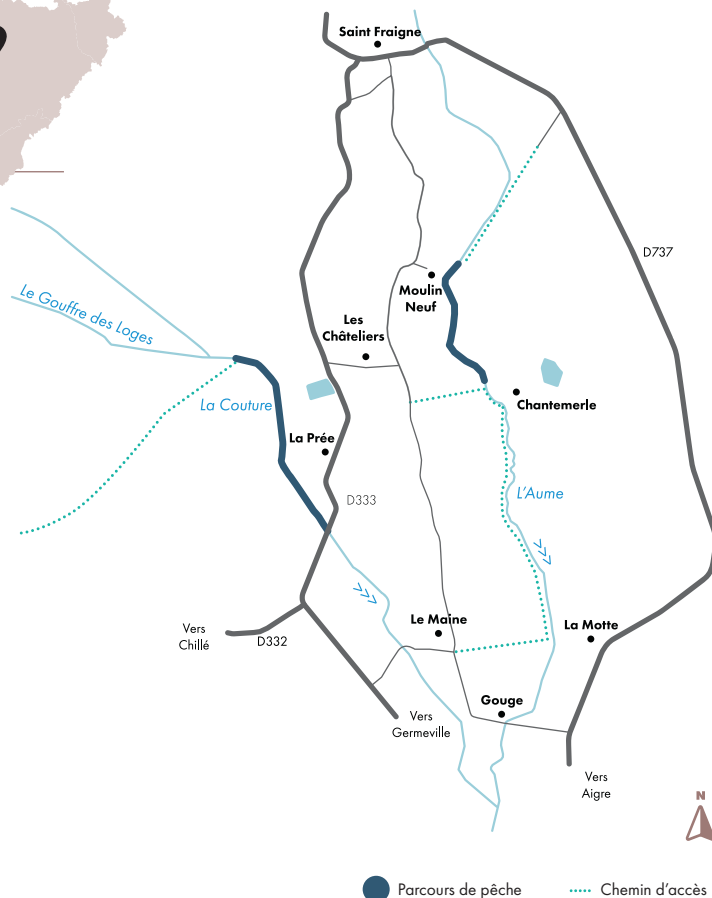 Saint Fraigne
D737
Le Gouffre des Loges
Moulin
Neuf
Les
Châteliers
La Couture
Chantemerle
La Prée
D333
L’Aume
Vers
Chillé
D332
Le Maine
La Motte
Gouge
Vers
Germeville
Vers
Aigre
N
Parcours de pêche
Chemin d’accès